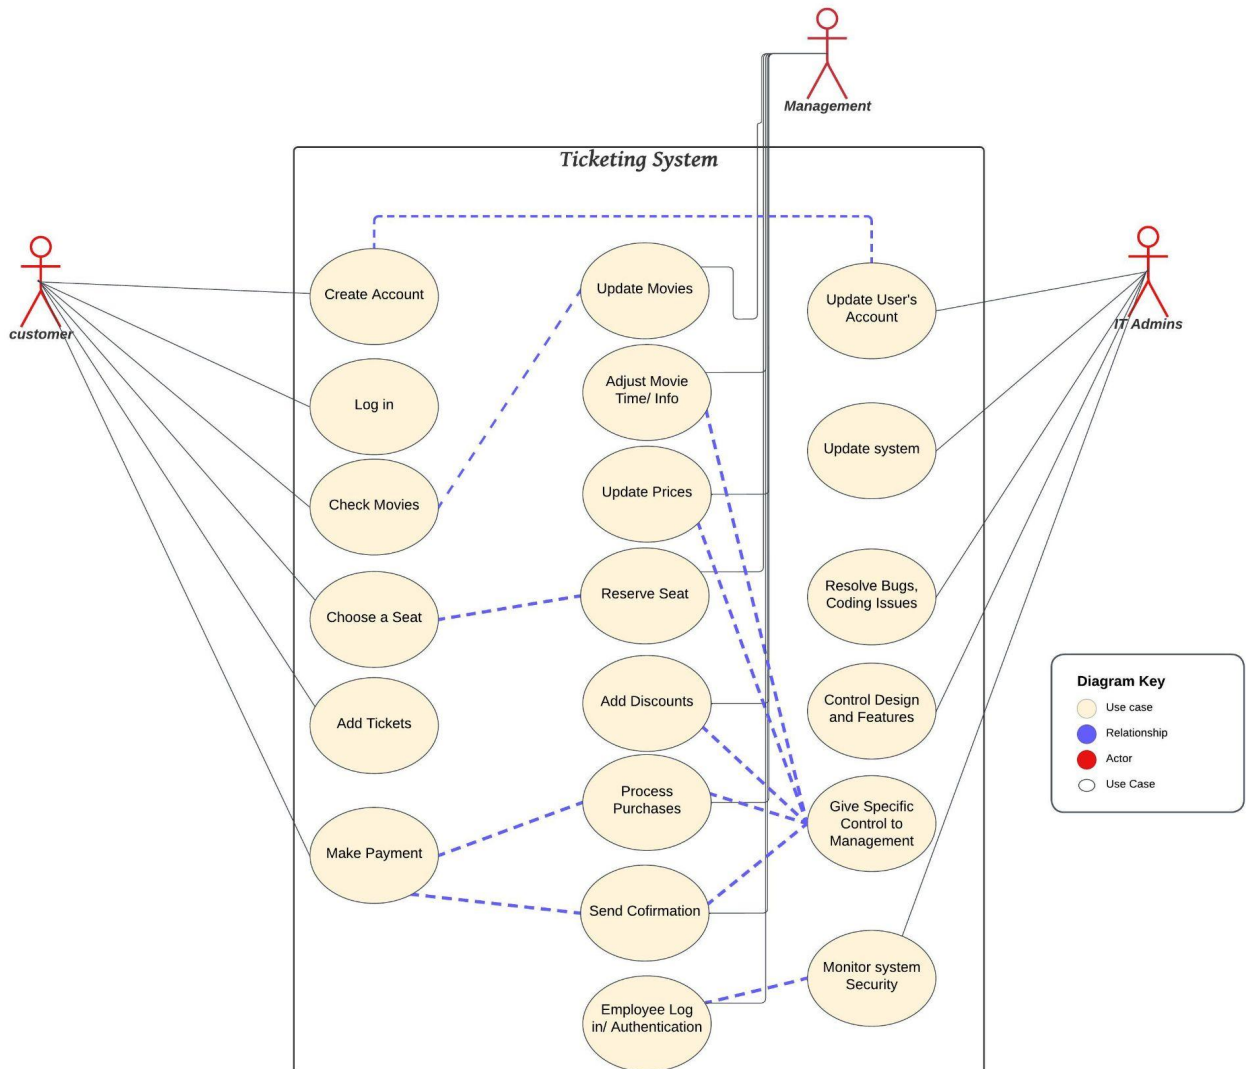 Management
Ticketing System
customer
IT Admins
Create Account
Log in
Check Movies
Choose a Seat
Add Tickets
Make Payment
Update Movies
Adjust Movie
Time/ Info
Update Prices
Reserve Seat
Add Discounts
Process
Purchases
Send Cofirmation
Employee Log
in/ Authentication
Update User's
Account
Update system
Resolve Bugs,
Coding Issues
Control Design
and Features
Give Specific
Control to
Management
Monitor system
Security
Diagram Key
Use case
Relationship
Actor
Use Case